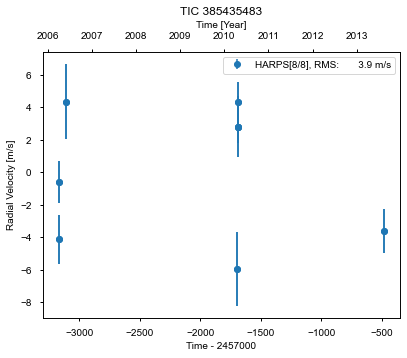 TIC 385435483
Time [Year]
2006 2007 2008 2009 2010 2011 2012 2013
HARPS[8/8], RMS: 3.9 m/s
6
4
2
0
−2
−4
−6
−8
Radial Velocity [m/s]
−3000 −2500 −2000 −1500 −1000 −500
Time - 2457000